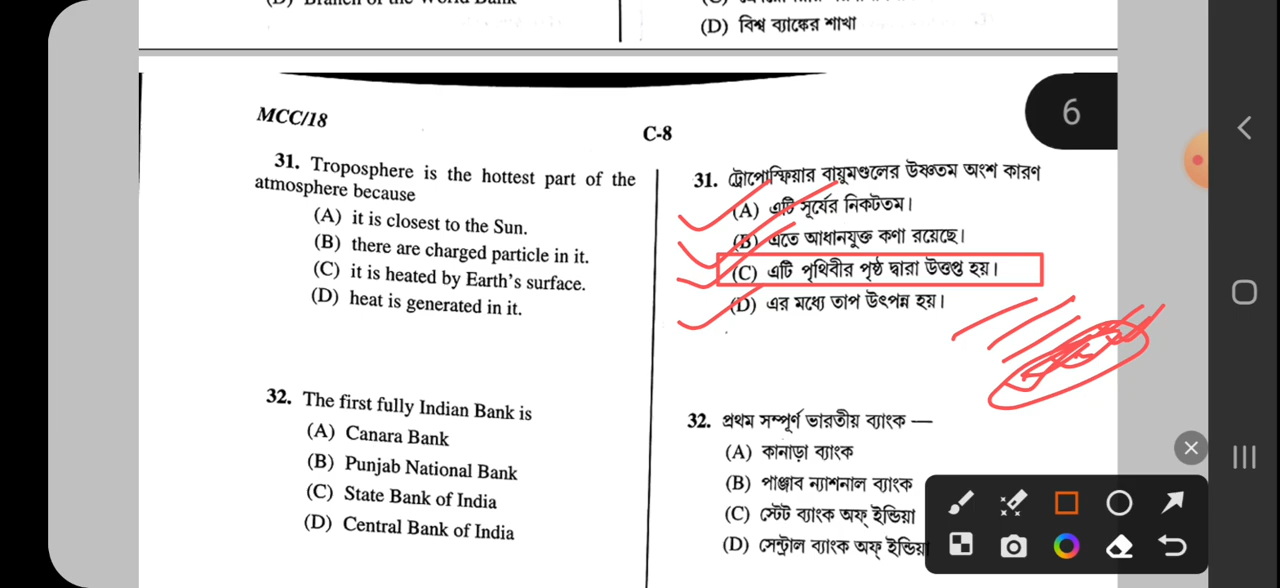 (D) বিশ্ব ব্যাঙ্কের শাখা
6
MCC/18
C-8
31. Troposphere is the hottest part of the
atmosphere because
(A) it is closest to the Sun.
(B) there are charged particle in it.
(C) it is heated by Earth's surface.
(D) heat is generated in it.
32. The first fully Indian Bank is
(A) Canara Bank
(B) Punjab National Bank
(C) State Bank of India
(D) Central Bank of India
31. ট্রোপোস্ফিয়ার বায়ুমণ্ডলের উষ্ণতম অংশ কারণ
(A) এটি সূর্যের নিকটতম।
(B) এতে আধানযুক্ত কণা রয়েছে।
(C) এটি পৃথিবীর পৃষ্ঠ দ্বারা উত্তপ্ত হয়।
(D) এর মধ্যে তাপ উৎপন্ন হয়।
32. প্রথম সম্পূর্ণ ভারতীয় ব্যাংক —
(A) কানাড়া ব্যাংক
(B) পাঞ্জাব ন্যাশনাল ব্যাংক
(C) স্টেট ব্যাংক অফ্ ইন্ডিয়া
(D) সেন্ট্রাল ব্যাংক অফ্ ইন্ডিয়া